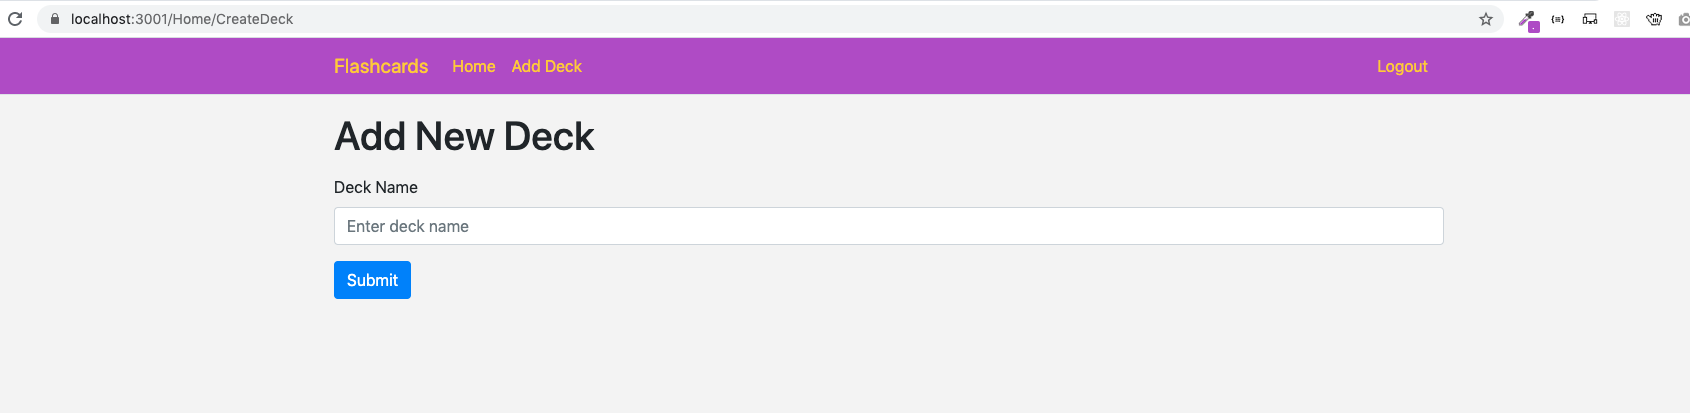 localhost:3001/Home/CreateDeck
Flashcards Home Add Deck Logout
Add New Deck
Deck Name
Enter deck name
Submit